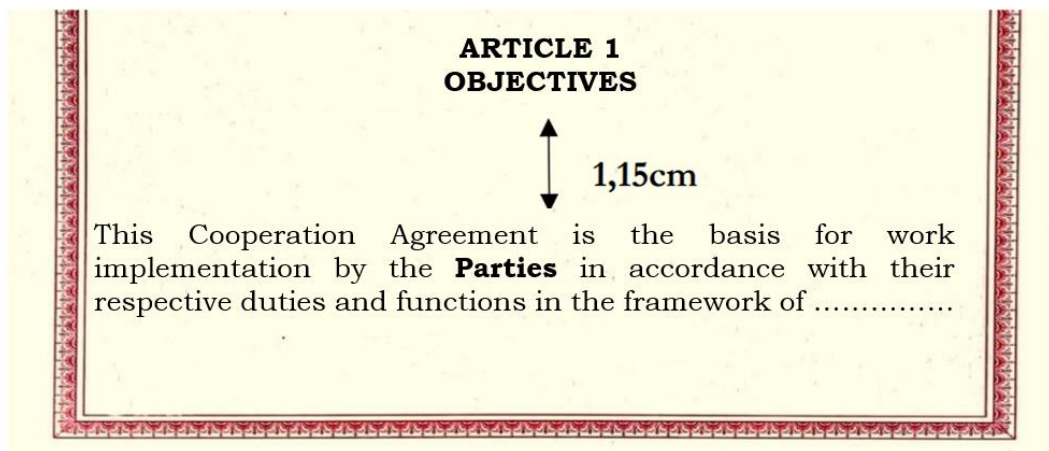 ARTICLE 1
OBJECTIVES
1,15cm
This Cooperation Agreement is the basis for work
implementation by the Parties in accordance with their
respective duties and functions in the framework of ...............